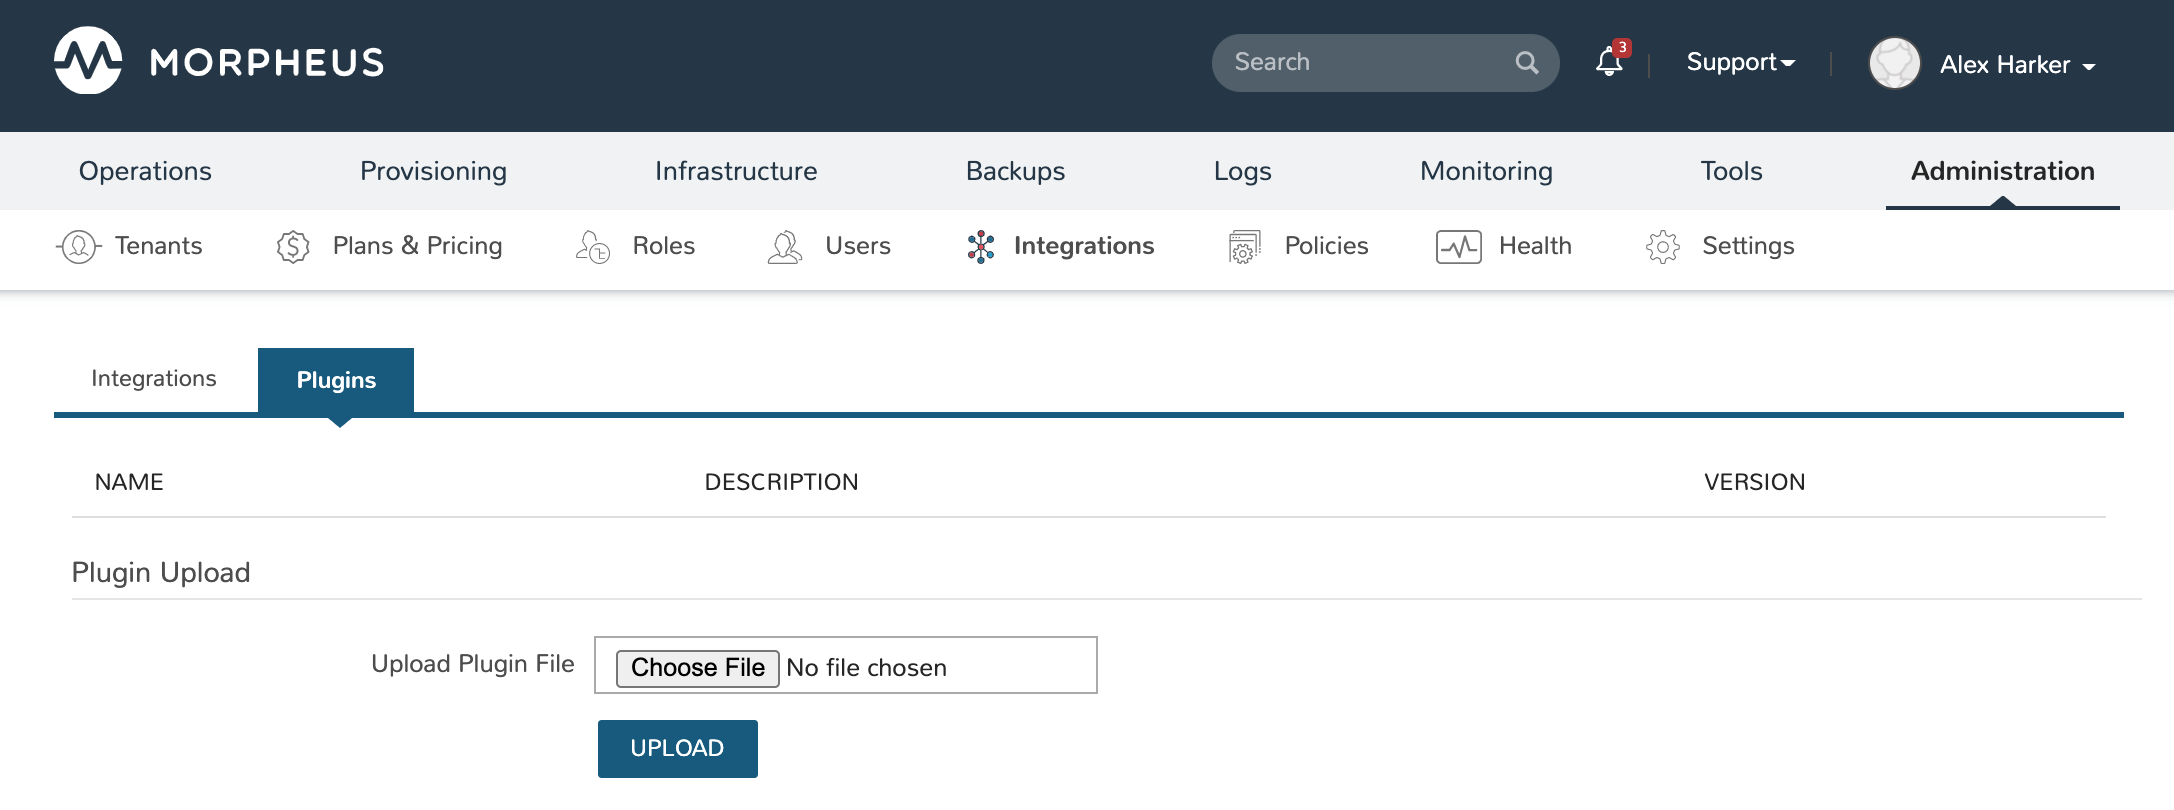 MORPHEUS
Search
3
Support
Alex Harker
Operations Provisioning Infrastructure Backups Logs Monitoring Tools Administration
Tenants Plans & Pricing Roles Users Integrations Policies Health Settings
Integrations Plugins
NAME DESCRIPTION VERSION
Plugin Upload
Upload Plugin File Choose File No file chosen
UPLOAD